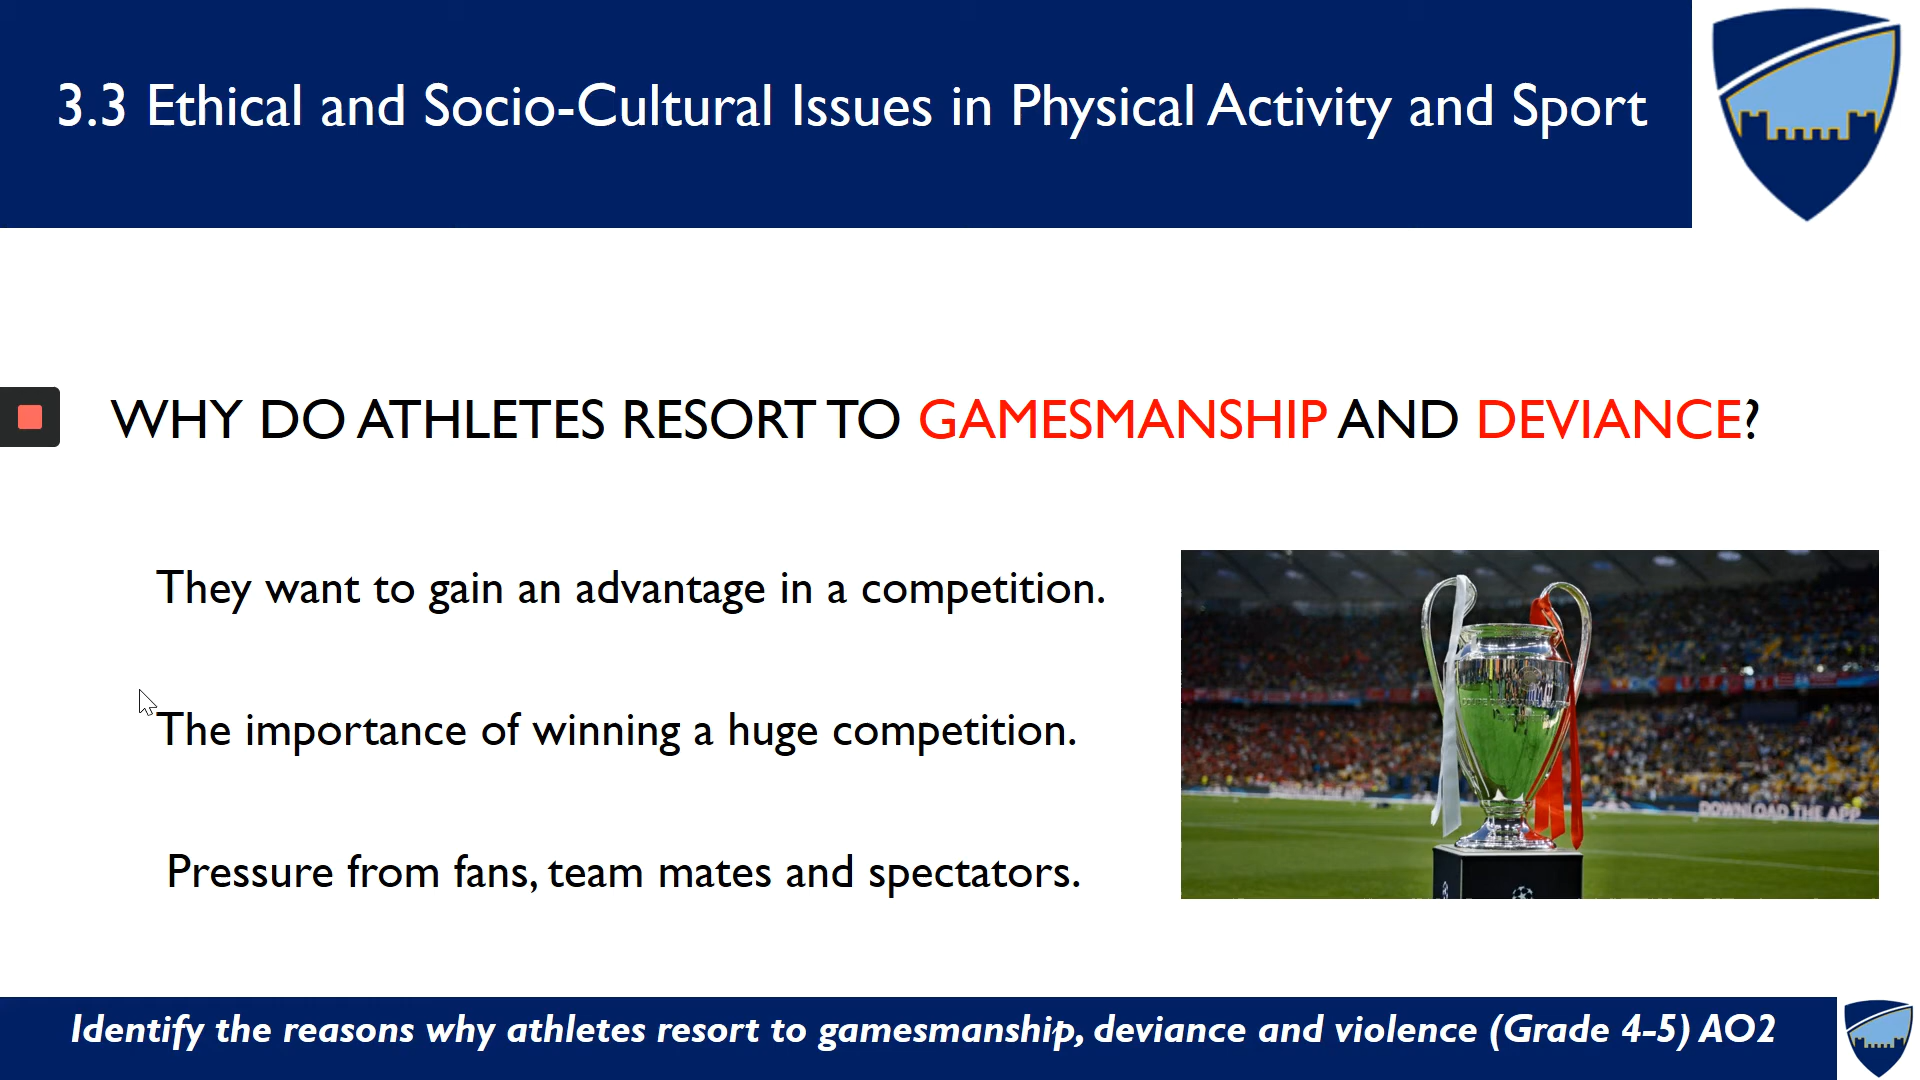 3.3 Ethical and Socio-Cultural Issues in Physical Activity and Sport
WHY DO ATHLETES RESORT TO GAMESMANSHIP AND DEVIANCE?
They want to gain an advantage in a competition.
The importance of winning a huge competition.
Pressure from fans, team mates and spectators.
DOWNLOAD THE APP
Identify the reasons why athletes resort to gamesmanship, deviance and violence (Grade 4-5) AO2